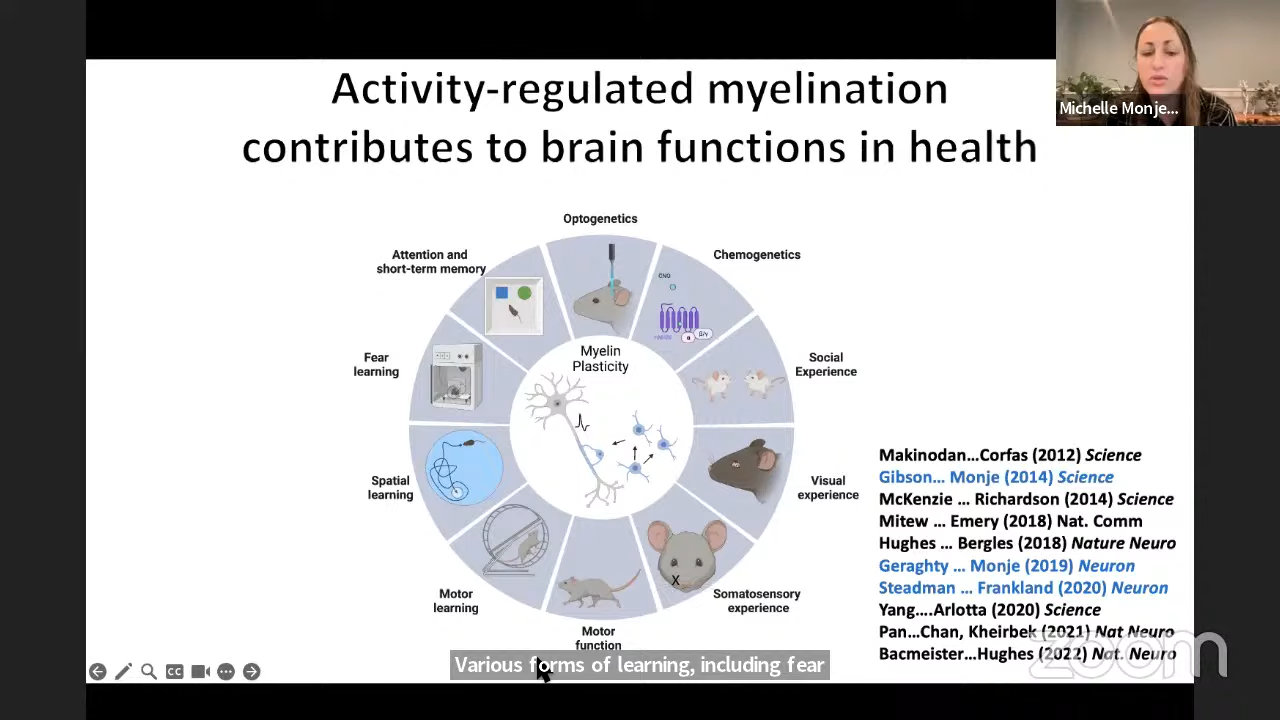 Activity-regulated myelination
contributes to brain functions in health
Michelle Monje...
Optogenetics
Attention and
short-term memory
Chemogenetics
CNO
α
β/γ
Fear
learning
Myelin
Plasticity
Social
Experience
Spatial
learning
Visual
experience
X
Motor
learning
Somatosensory
experience
Motor
function
Makinodan...Corfas (2012) Science
Gibson... Monje (2014) Science
McKenzie ... Richardson (2014) Science
Mitew ... Emery (2018) Nat. Comm
Hughes ... Bergles (2018) Nature Neuro
Geraghty ... Monje (2019) Neuron
Steadman ... Frankland (2020) Neuron
Yang....Arlotta (2020) Science
Pan...Chan, Kheirbek (2021) Nat Neuro
Bacmeister...Hughes (2022) Nat. Neuro
CC
Various forms of learning, including fear
zoom